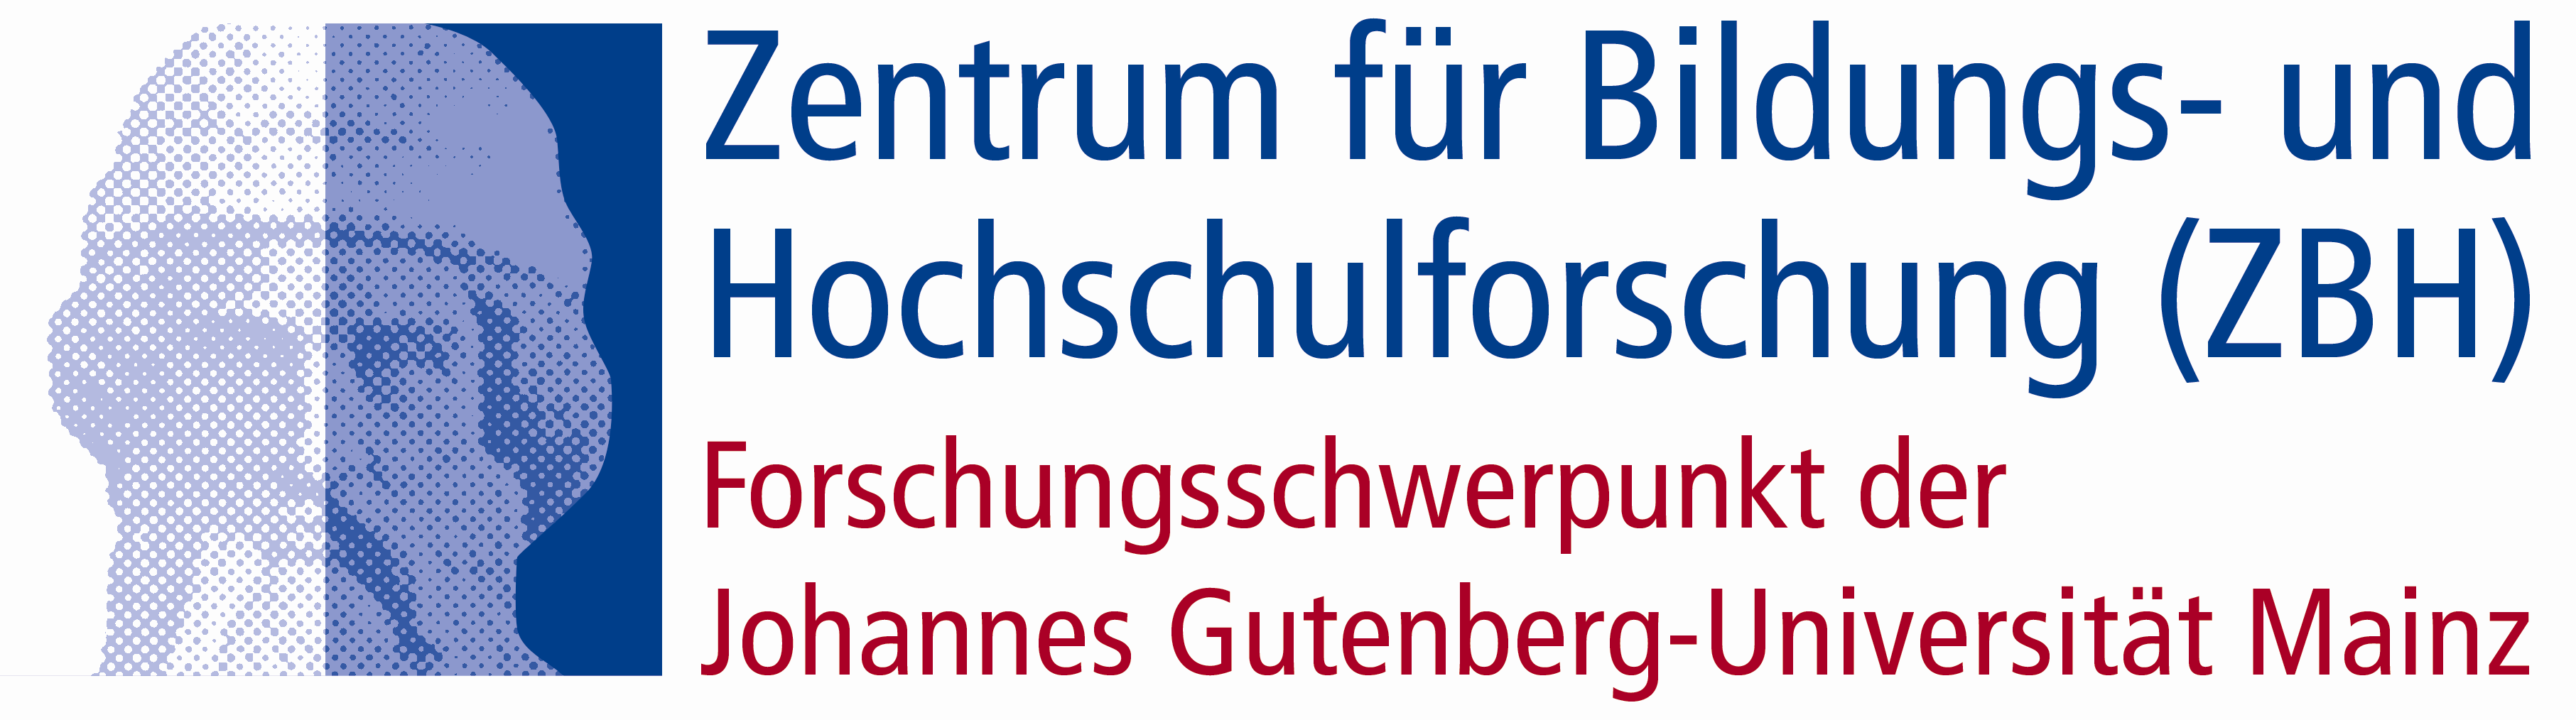 Zentrum für Bildungs- und
Hochschulforschung (ZBH)
Forschungsschwerpunkt der
Johannes Gutenberg-Universität Mainz